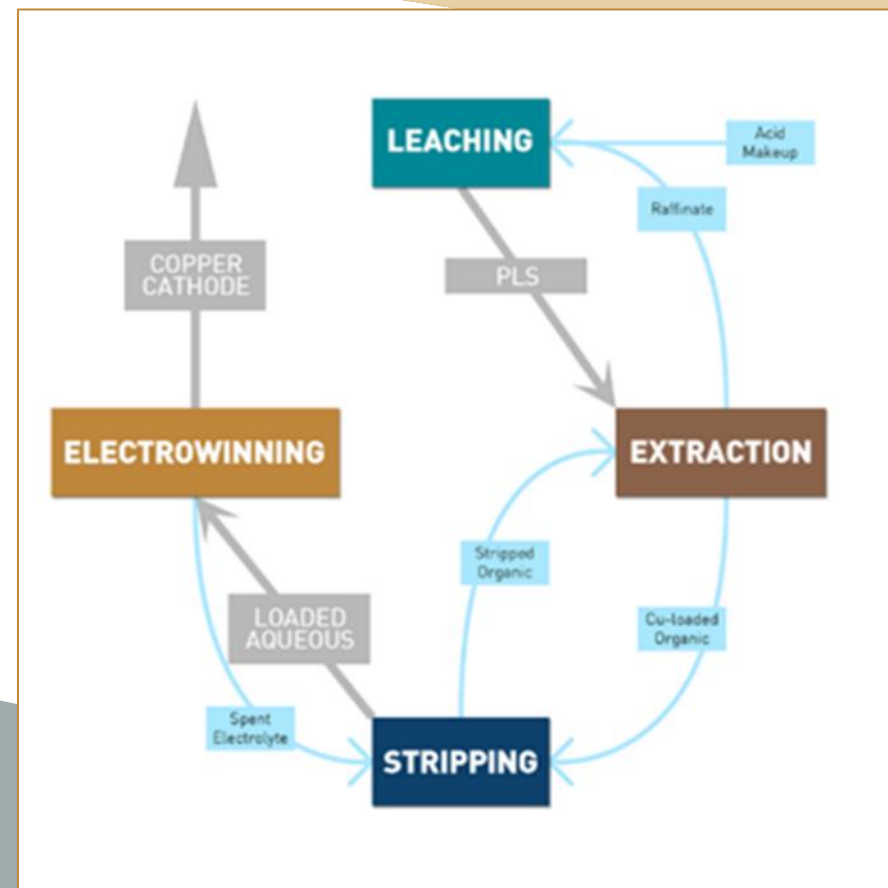 LEACHING
Acid
Makeup
Raffinate
COPPER
CATHODE
PLS
ELECTROWINNING
EXTRACTION
Stripped
Organic
LOADED
AQUEOUS
Cu-loaded
Organic
Spent
Electrolyte
STRIPPING